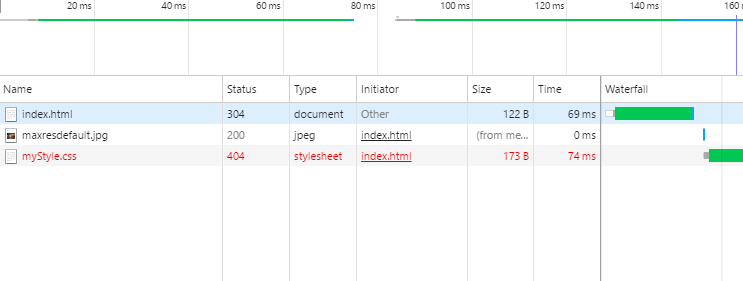 20 ms 40 ms 60 ms 80 ms 100 ms 120 ms 140 ms 160 m
Name Status Type Initiator Size Time Waterfall
index.html 304 document Other 122 B 69 ms
maxresdefault.jpg 200 jpeg index.html (from me... 0 ms
myStyle.css 404 stylesheet index.html 173 B 74 ms